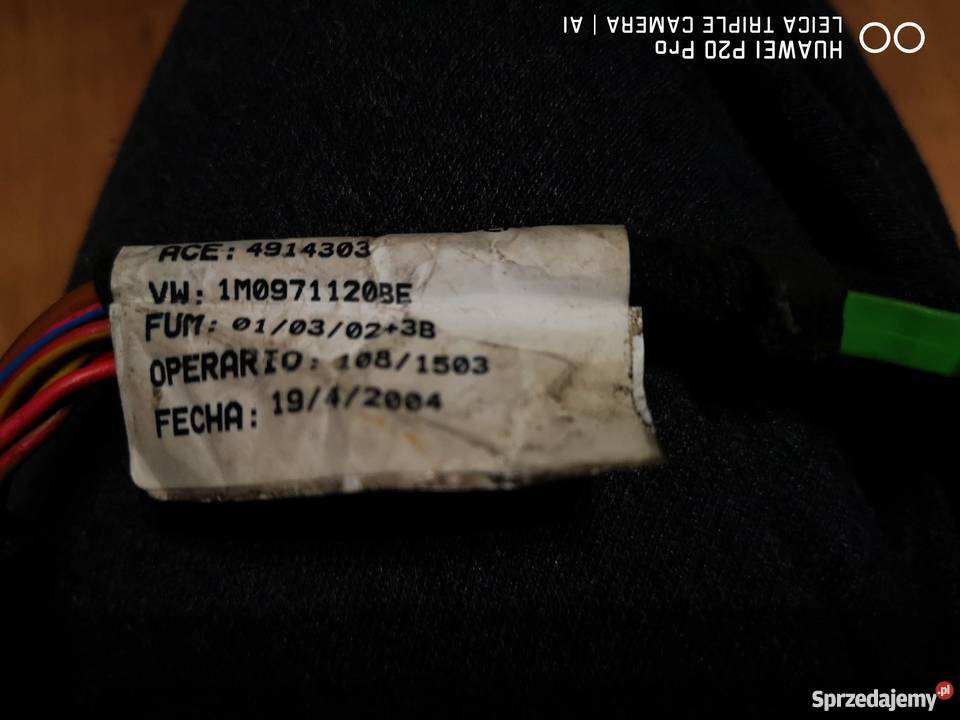 HUAWEI P20 Pro
LEICA TRIPLE CAMERA | AI
ACE: 4914303
VW: 1M0971120BE
FUM: 01/03/02+3B
OPERARIO: 108/1503
FECHA: 19/4/2004
Sprzedajemy.pl